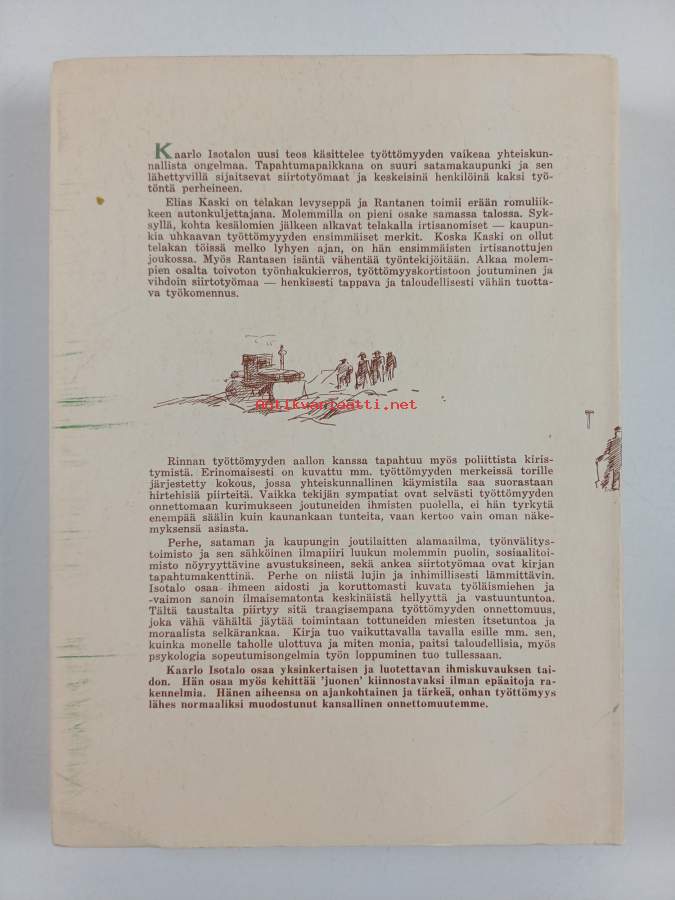 Kaarlo Isotalon uusi teos käsittelee työttömyyden vaikeaa yhteiskun-
nallista ongelmaa. Tapahtumapaikkana on suuri satamakaupunki ja sen
lähettyvillä sijaitsevat siirtotyömaat ja keskeisinä henkilöinä kaksi työ-
töntä perheineen.
Elias Kaski on telakan levyseppä ja Rantanen toimii erään romuliik-
keen autonkuljettajana. Molemmilla on pieni osake samassa talossa. Syk-
syllä, kohta kesälomien jälkeen alkavat telakalla irtisanomiset — kaupun-
kia uhkaavan työttömyyden ensimmäiset merkit. Koska Kaski on ollut
telakan töissä melko lyhyen ajan, on hän ensimmäisten irtisanottujen
joukossa. Myös Rantasen isäntä vähentää työntekijöitään. Alkaa molem-
pien osalta toivoton työnhakukierros, työttömyyskortistoon joutuminen ja
vihdoin siirtotyömaa — henkisesti tappava ja taloudellisesti vähän tuotta-
va työkomennus.
antikvariaatti.net
Rinnan työttömyyden aallon kanssa tapahtuu myös poliittista kiris-
tymistä. Erinomaisesti on kuvattu mm. työttömyyden merkeissä torille
järjestetty kokous, jossa yhteiskunnallinen käymistila saa suorastaan
hirtehisiä piirteitä. Vaikka tekijän sympatiat ovat selvästi työttömyyden
onnettomaan kurimukseen joutuneiden ihmisten puolella, ei hän tyrkytä
enempää säälin kuin kaunankaan tunteita, vaan kertoo vain oman näke-
myksensä asiasta.
Perhe, sataman ja kaupungin joutilaitten alamaailma, työnvälitys-
toimisto ja sen sähköinen ilmapiiri luukun molemmin puolin, sosiaalitoi-
misto nöyryyttävine avustuksineen, sekä ankea siirtotyömaa ovat kirjan
tapahtumakenttinä. Perhe on niistä lujin ja inhimillisesti lämmittävin.
Isotalo osaa ihmeen aidosti ja koruttomasti kuvata työläismiehen ja
-vaimon sanoin ilmaisematonta keskinäistä hellyyttä ja vastuuntuntoa.
Tältä taustalta piirtyy sitä traagisempana työttömyyden onnettomuus,
joka vähä vähältä jäytää toimintaan tottuneiden miesten itsetuntoa ja
moraalista selkärankaa. Kirja tuo vaikuttavalla tavalla esille mm. sen,
kuinka monelle taholle ulottuva ja miten monia, paitsi taloudellisia, myös
psykologia sopeutumisongelmia työn loppuminen tuo tullessaan.
Kaarlo Isotalo osaa yksinkertaisen ja luotettavan ihmiskuvauksen tai-
don. Hän osaa myös kehittää 'juonen' kiinnostavaksi ilman epäaitoja ra-
kennelmia. Hänen aiheensa on ajankohtainen ja tärkeä, onhan työttömyys
lähes normaaliksi muodostunut kansallinen onnettomuutemme.